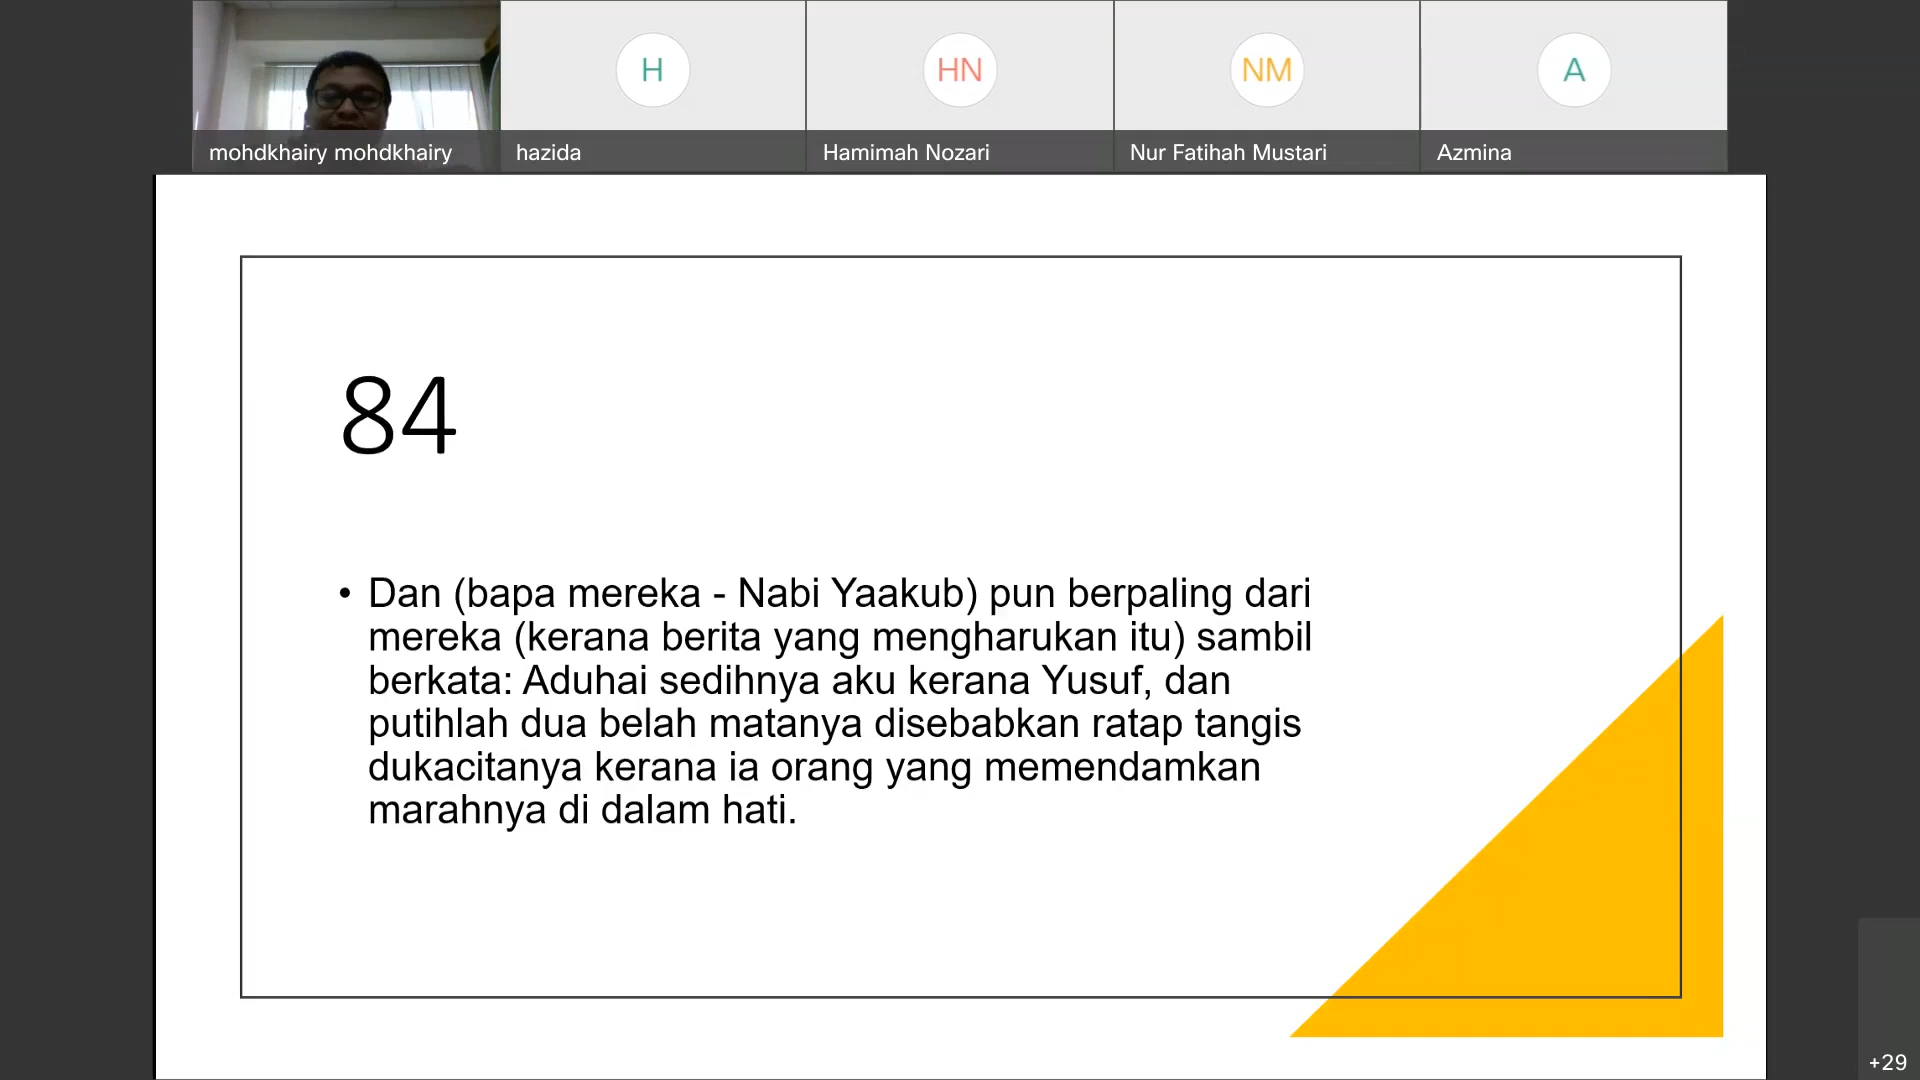 H
HN
NM
A
mohdkhairy mohdkhairy
hazida
Hamimah Nozari
Nur Fatihah Mustari
Azmina
84
• Dan (bapa mereka - Nabi Yaakub) pun berpaling dari
mereka (kerana berita yang mengharukan itu) sambil
berkata: Aduhai sedihnya aku kerana Yusuf, dan
putihlah dua belah matanya disebabkan ratap tangis
dukacitanya kerana ia orang yang memendamkan
marahnya di dalam hati.
+29